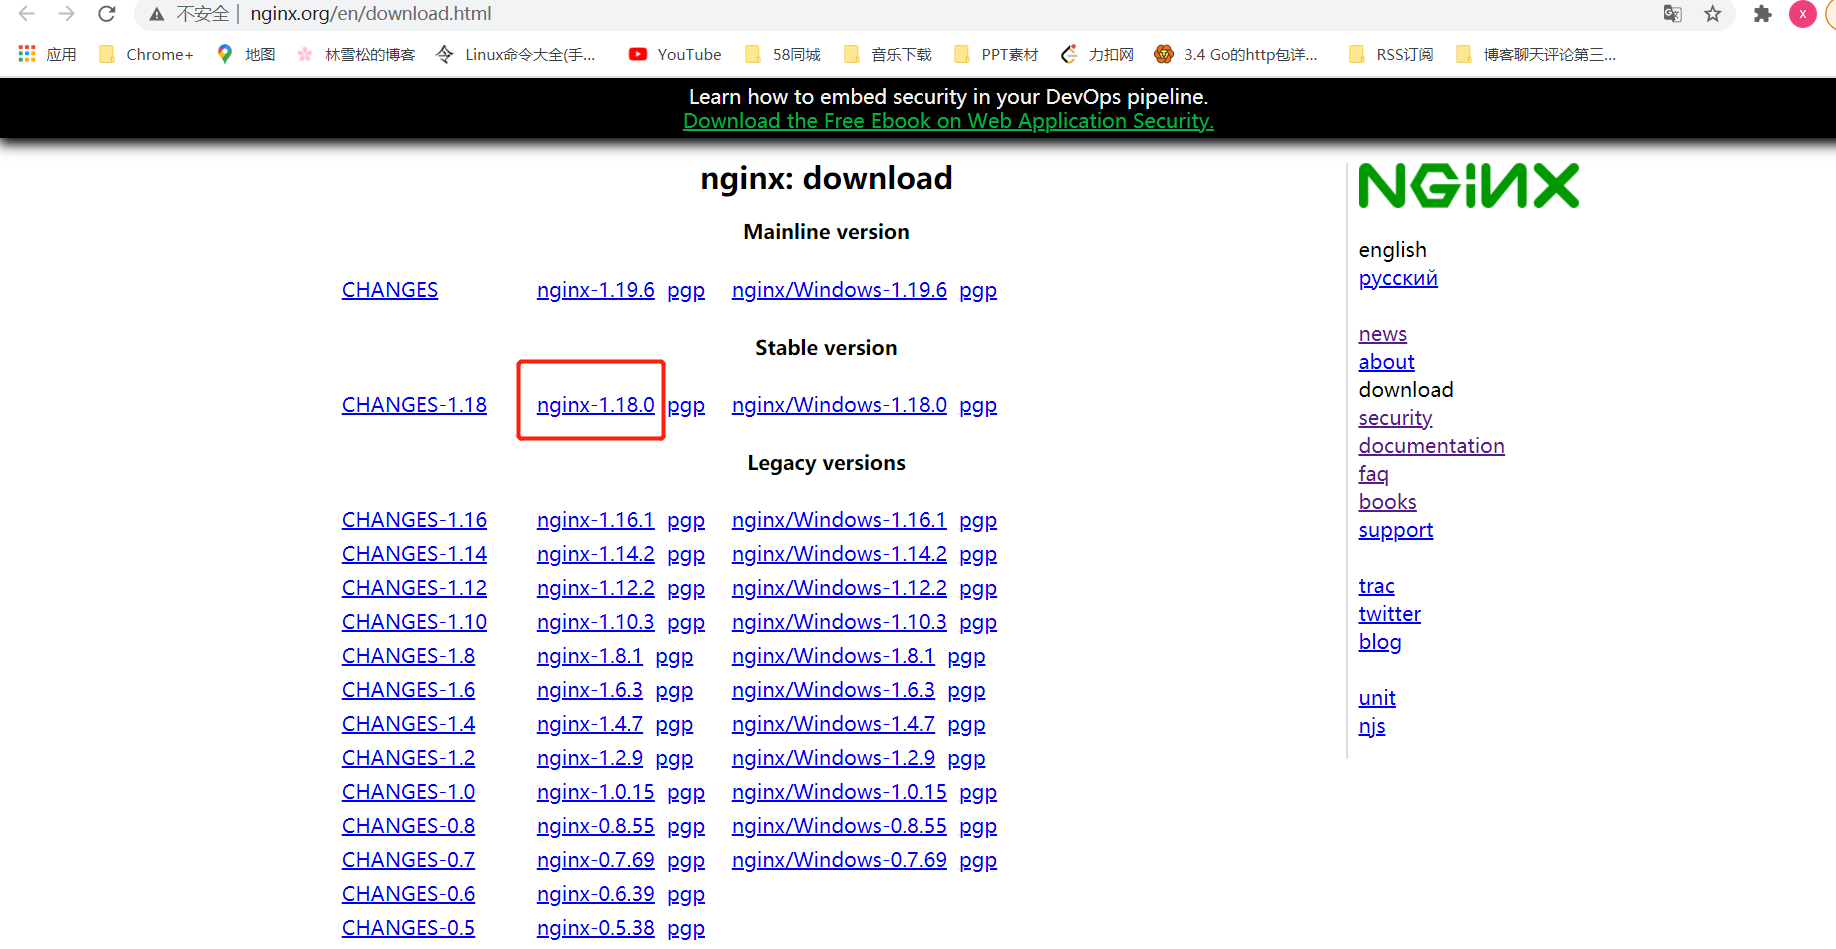 不安全 | nginx.org/en/download.html X
应用 Chrome+ 地图 林雪松的博客 Linux命令大全(手... YouTube 58同城 音乐下载 PPT素材 力扣网 3.4 Go的http包详... RSS订阅 博客聊天评论第三...
Learn how to embed security in your DevOps pipeline.
Download the Free Ebook on Web Application Security.
nginx: download
Mainline version
CHANGES nginx-1.19.6 pgp nginx/Windows-1.19.6 pgp
Stable version
CHANGES-1.18 nginx-1.18.0 pgp nginx/Windows-1.18.0 pgp
Legacy versions
CHANGES-1.16 nginx-1.16.1 pgp nginx/Windows-1.16.1 pgp
CHANGES-1.14 nginx-1.14.2 pgp nginx/Windows-1.14.2 pgp
CHANGES-1.12 nginx-1.12.2 pgp nginx/Windows-1.12.2 pgp
CHANGES-1.10 nginx-1.10.3 pgp nginx/Windows-1.10.3 pgp
CHANGES-1.8 nginx-1.8.1 pgp nginx/Windows-1.8.1 pgp
CHANGES-1.6 nginx-1.6.3 pgp nginx/Windows-1.6.3 pgp
CHANGES-1.4 nginx-1.4.7 pgp nginx/Windows-1.4.7 pgp
CHANGES-1.2 nginx-1.2.9 pgp nginx/Windows-1.2.9 pgp
CHANGES-1.0 nginx-1.0.15 pgp nginx/Windows-1.0.15 pgp
CHANGES-0.8 nginx-0.8.55 pgp nginx/Windows-0.8.55 pgp
CHANGES-0.7 nginx-0.7.69 pgp nginx/Windows-0.7.69 pgp
CHANGES-0.6 nginx-0.6.39 pgp
CHANGES-0.5 nginx-0.5.38 pgp
NGINX
english
русский
news
about
download
security
documentation
faq
books
support
trac
twitter
blog
unit
njs